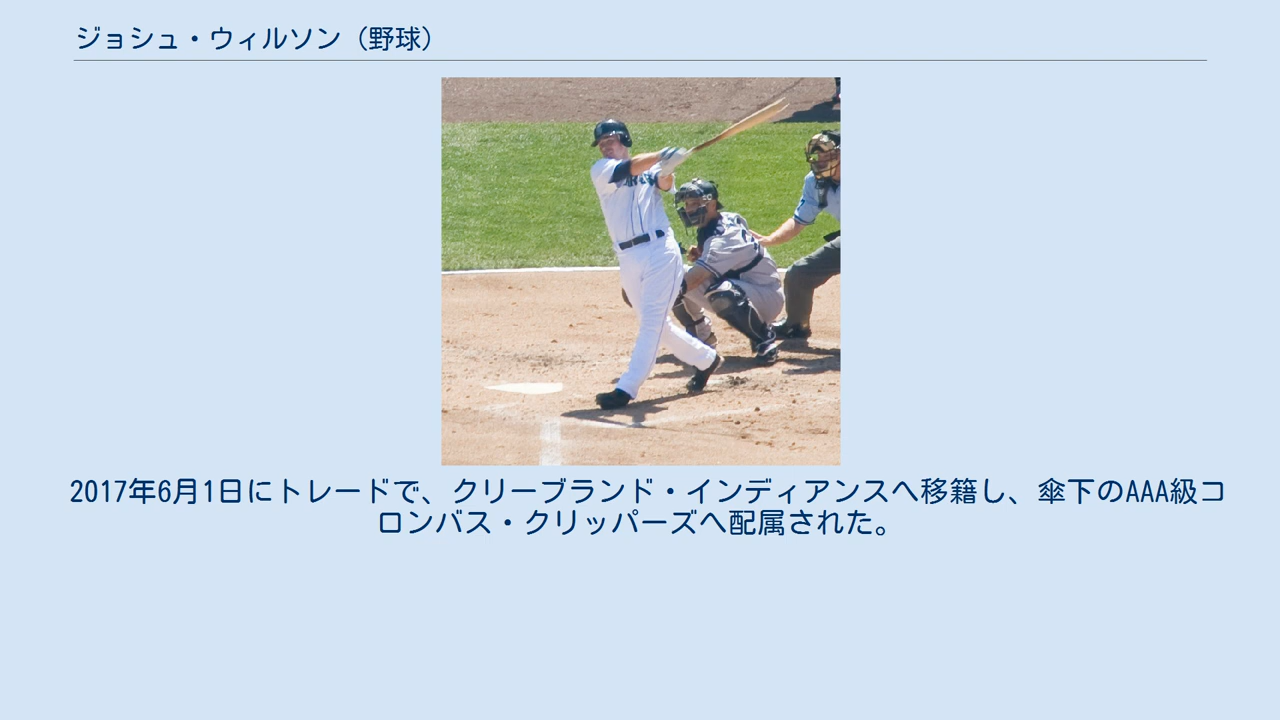 ジョシュ・ウィルソン（野球）
2017年6月1日にトレードで、クリーブランド・インディアンスへ移籍し、傘下のAAA級コ
ロンバス・クリッパーズへ配属された。